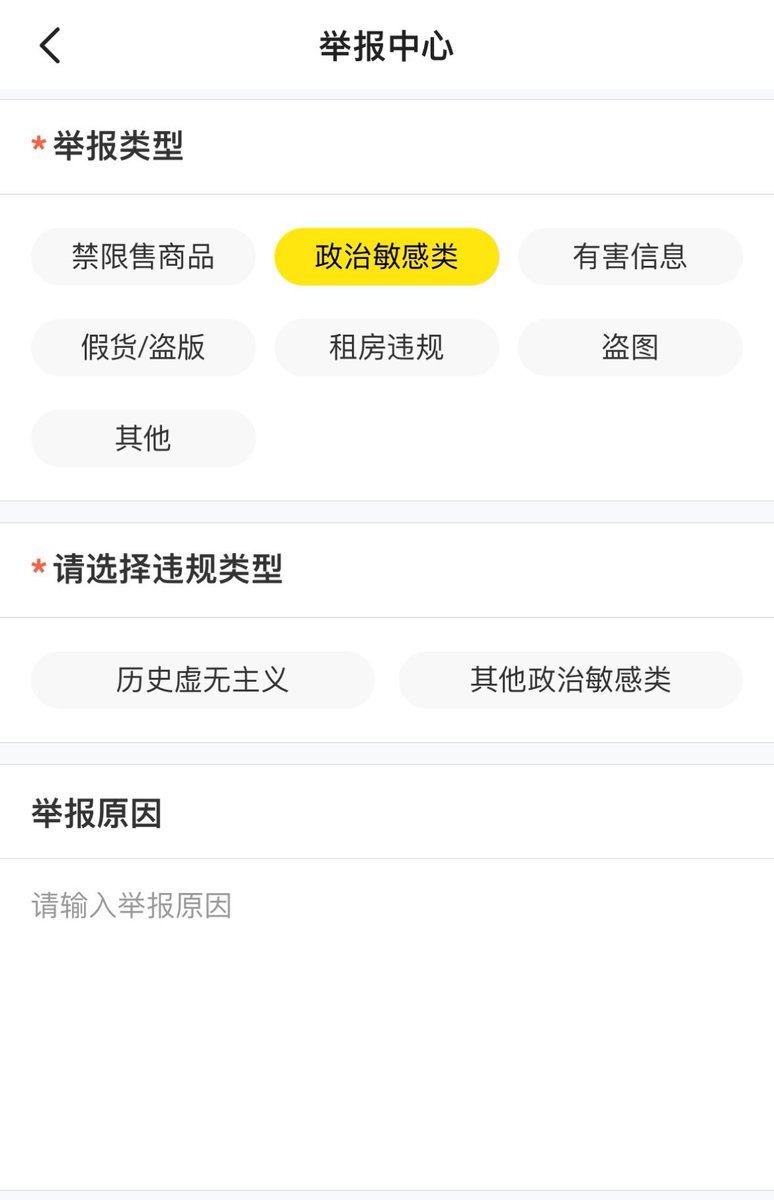 举报中心
*举报类型
禁限售商品 政治敏感类 有害信息
假货/盗版 租房违规 盗图
其他
*请选择违规类型
历史虚无主义 其他政治敏感类
举报原因
请输入举报原因